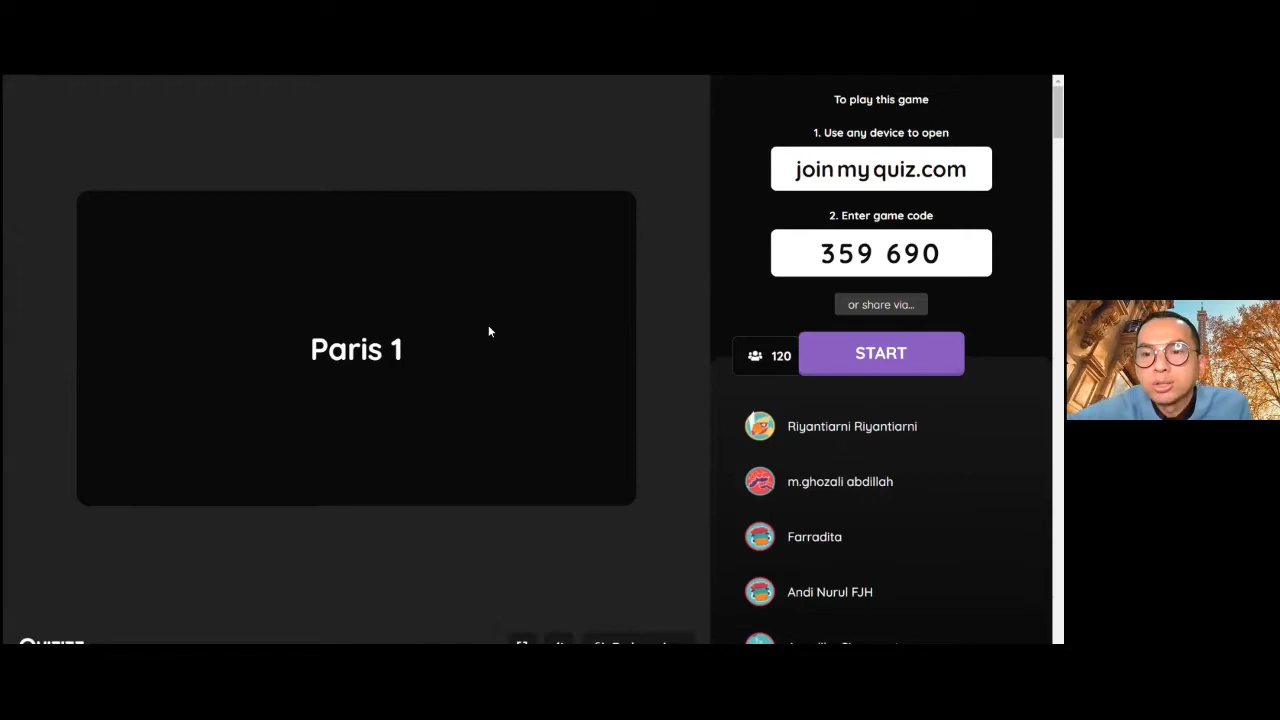 To play this game
1. Use any device to open
joinmyquiz.com
2. Enter game code
359 690
or share via...
Paris 1
120
START
Riyantiarni Riyantiarni
m.ghozali abdillah
Farradita
Andi Nurul FJH